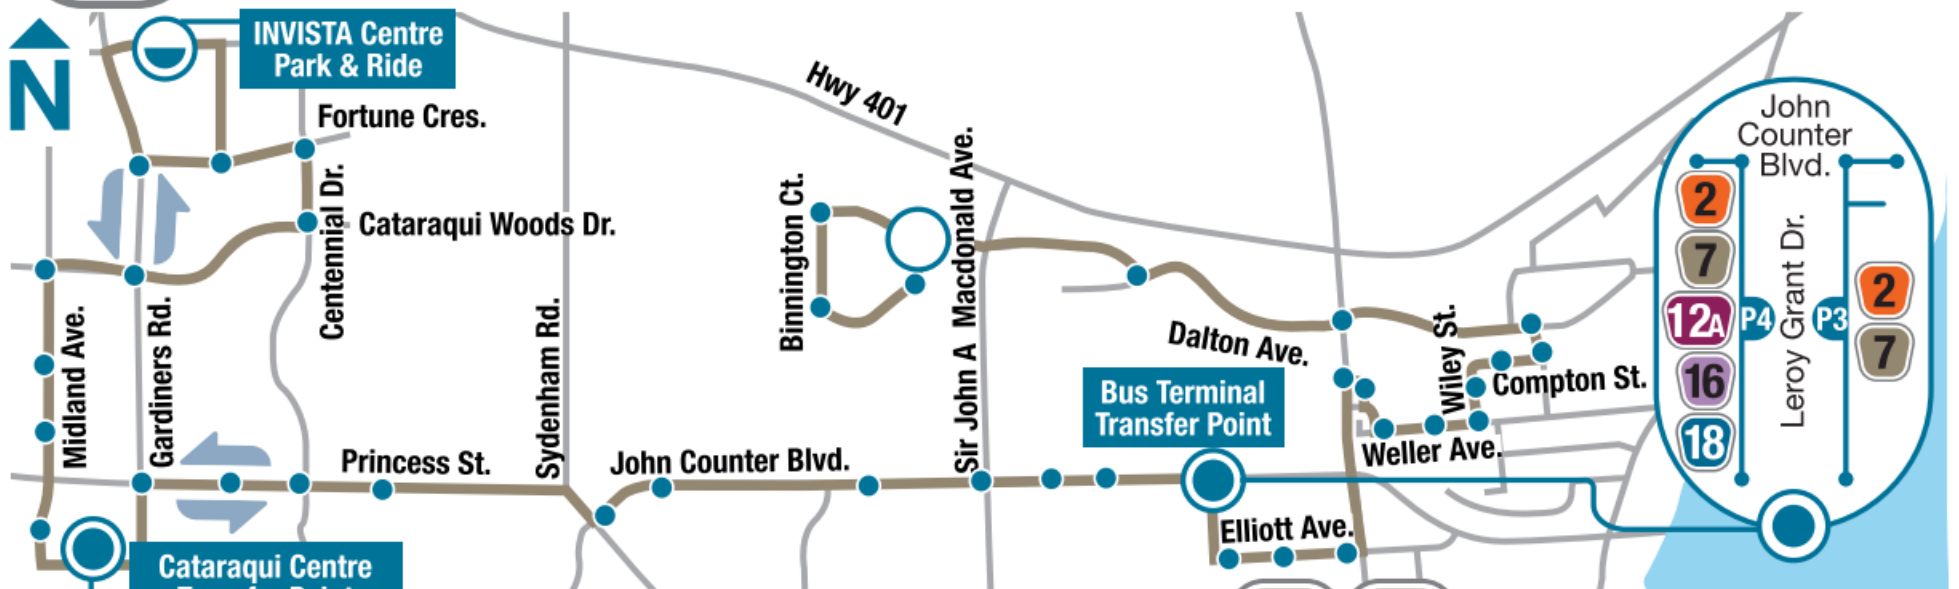 N
INVISTA Centre
Park & Ride
Fortune Cres.
Centennial Dr.
Cataraqui Woods Dr.
Midland Ave.
Gardiners Rd.
Princess St.
Sydenham Rd.
Cataraqui Centre
Hwy 401
Binnington Ct.
Sir John A Macdonald Ave.
John Counter Blvd.
Dalton Ave.
Bus Terminal
Transfer Point
Wiley St.
Compton St.
Weller Ave.
Elliott Ave.
John
Counter
Blvd.
Leroy Grant Dr.
2
7
12A
16
18
P4
P3
2
7